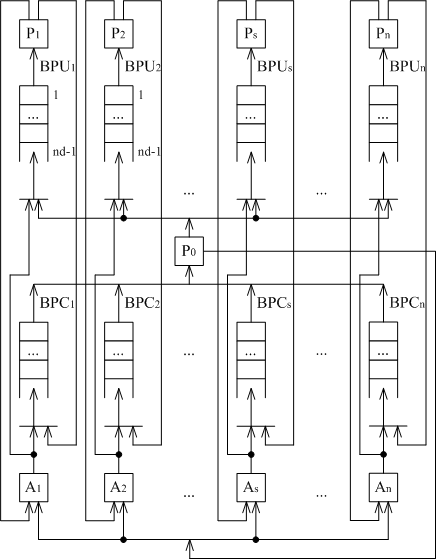 P1 P2 Ps Pn
BPU1 BPU2 BPUs BPUn
1 1
... ... ... ...
nd-1 nd-1
... ...
P0
BPC1 BPC2 BPCs BPCn
... ... ... ... ... ...
A1 A2 As An
... ...